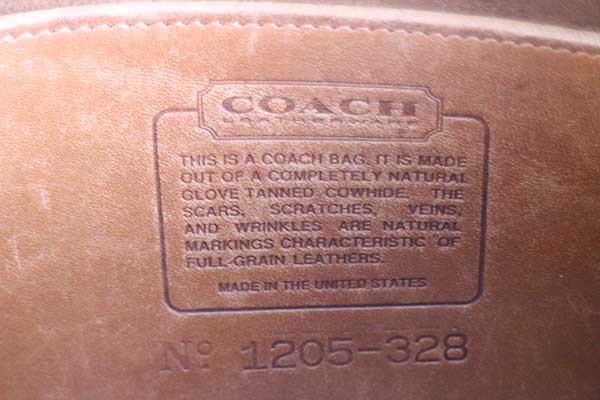 COACH
LEATHERWARE
THIS IS A COACH BAG. IT IS MADE
OUT OF A COMPLETELY NATURAL
GLOVE TANNED COWHIDE. THE
SCARS, SCRATCHES, VEINS,
AND WRINKLES ARE NATURAL
MARKINGS CHARACTERISTIC OF
FULL-GRAIN LEATHERS.
MADE IN THE UNITED STATES
Nº 1205-328